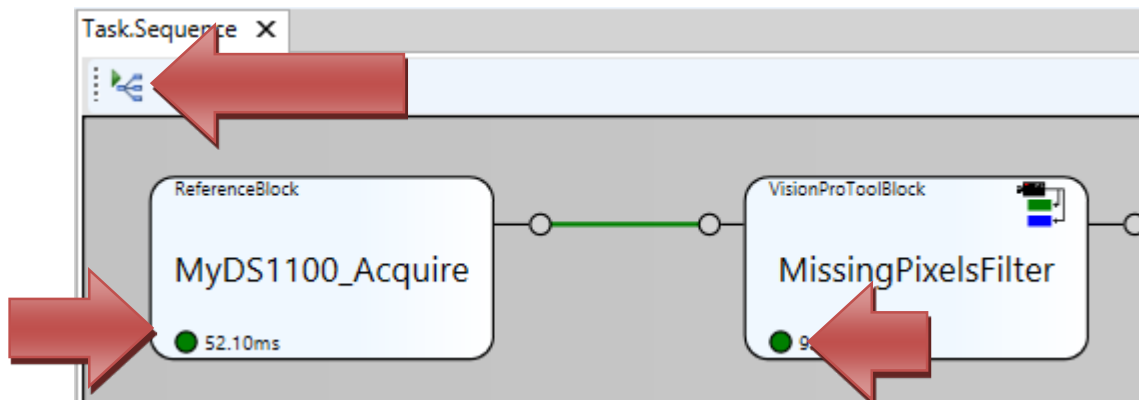 Task.Sequence X
ReferenceBlock
MyDS1100_Acquire
52.10ms
VisionProToolBlock
MissingPixelsFilter